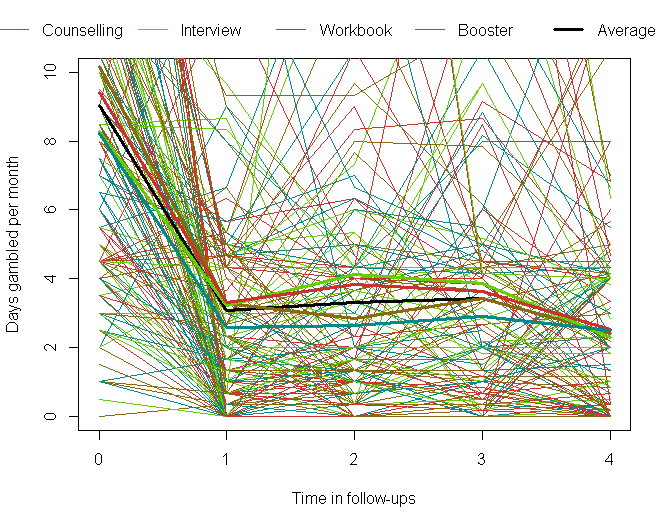 Counselling Interview Workbook Booster Average
Days gambled per month
10
8
6
4
2
0
0 1 2 3 4
Time in follow-ups